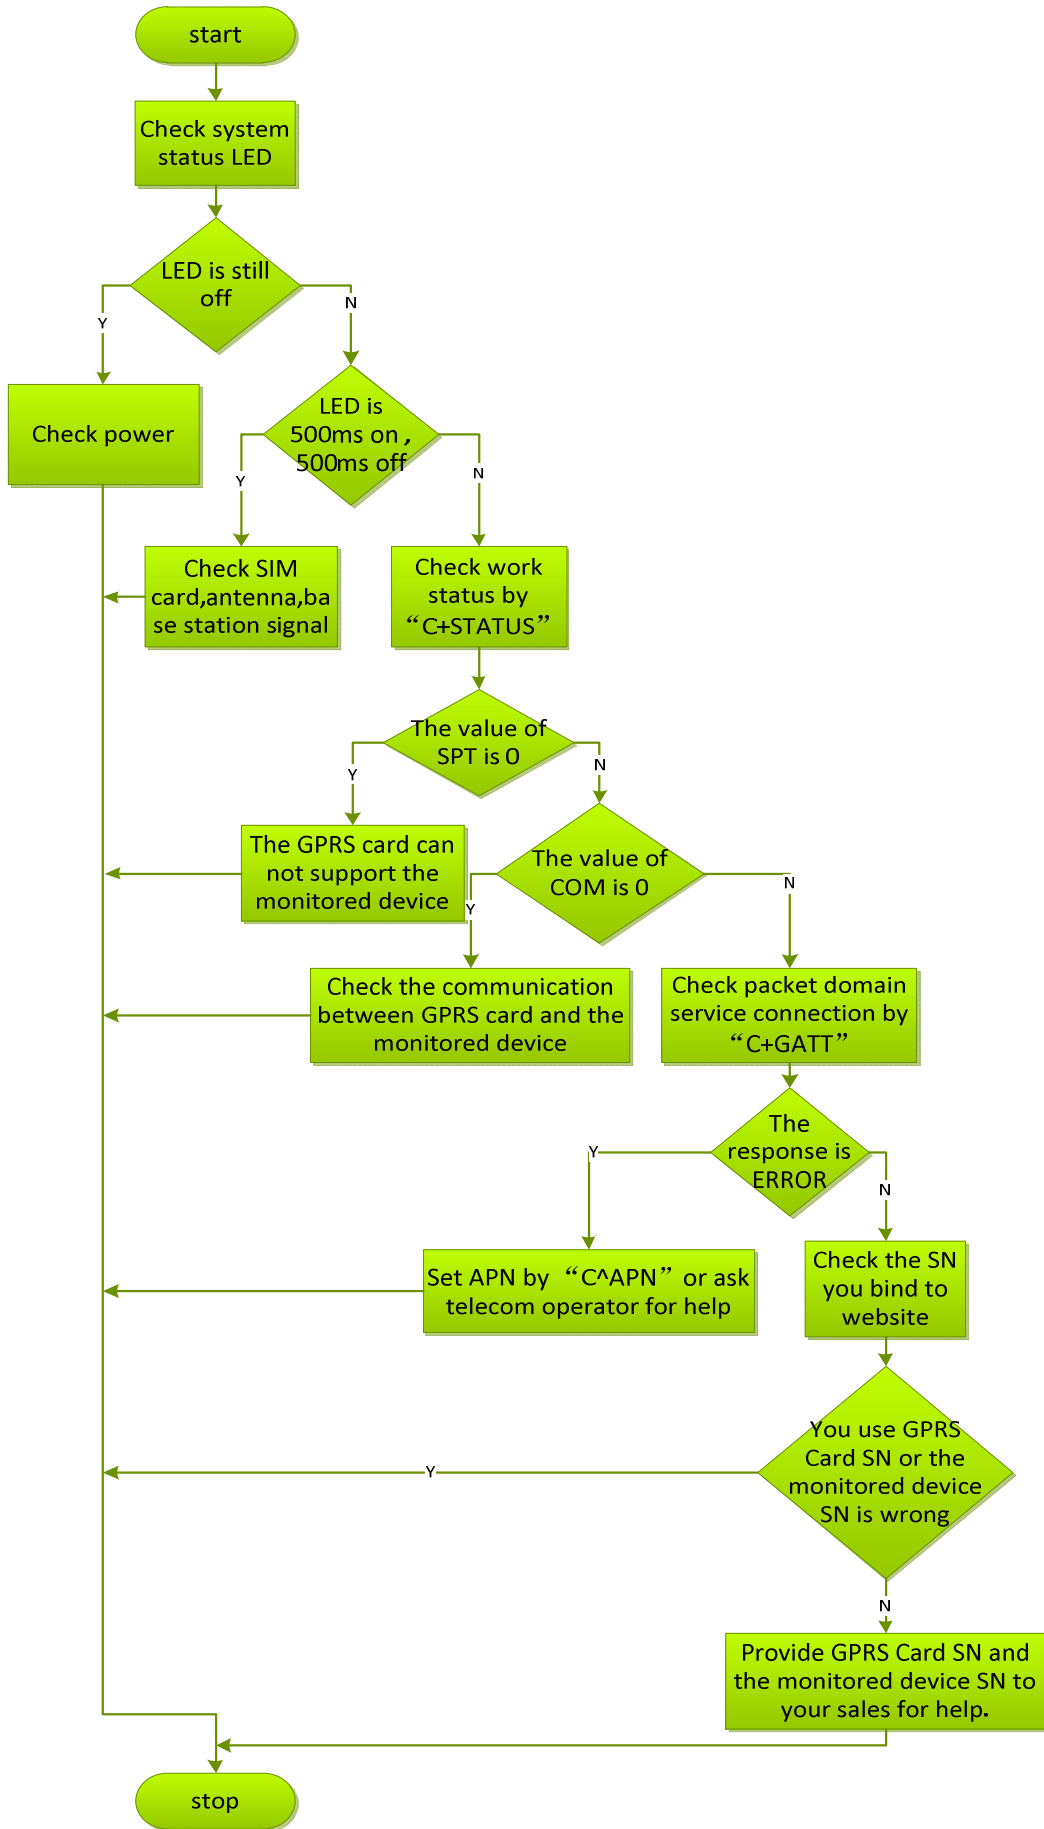 start
Check system
status LED
LED is still
off
Y
N
Check power
LED is
500ms on ,
500ms off
Y
N
Check SIM
card,antenna,ba
se station signal
Check work
status by
“C+STATUS”
The value of
SPT is 0
Y
N
The GPRS card can
not support the
monitored device
The value of
COM is 0
Y
N
Check the communication
between GPRS card and the
monitored device
Check packet domain
service connection by
“C+GATT”
The
response is
ERROR
Y
N
Set APN by “C^APN” or ask
telecom operator for help
Check the SN
you bind to
website
You use GPRS
Card SN or the
monitored device
SN is wrong
Y
N
Provide GPRS Card SN and
the monitored device SN to
your sales for help.
stop